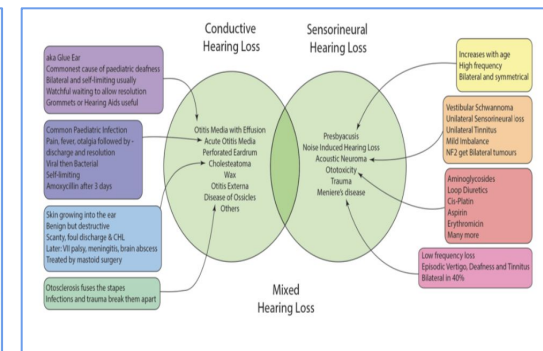 Conductive
Hearing Loss
Sensorineural
Hearing Loss
aka Glue Ear
Commonest cause of paediatric deafness
Bilateral and self-limiting usually
Watchful waiting to allow resolution
Grommets or Hearing Aids useful
Common Paediatric Infection
Pain, fever, otalgia followed by -
discharge and resolution
Viral then Bacterial
Self-limiting
Amoxycillin after 3 days
Skin growing into the ear
Benign but destructive
Scanty, foul discharge & CHL
Later: VII palsy, meningitis, brain abscess
Treated by mastoid surgery
Otosclerosis fuses the stapes
Infections and trauma break them apart
Otitis Media with Effusion
Acute Otitis Media
Perforated Eardrum
Cholesteatoma
Wax
Otitis Externa
Disease of Ossicles
Others
Presbyacusis
Noise Induced Hearing Loss
Acoustic Neuroma
Ototoxicity
Trauma
Meniere's disease
Increases with age
High frequency
Bilateral and symmetrical
Vestibular Schwannoma
Unilateral Sensorineural loss
Unilateral Tinnitus
Mild Imbalance
NF2 get Bilateral tumours
Aminoglycosides
Loop Diuretics
Cis-Platin
Aspirin
Erythromicin
Many more
Low frequency loss
Episodic Vertigo, Deafness and Tinnitus
Bilateral in 40%
Mixed
Hearing Loss